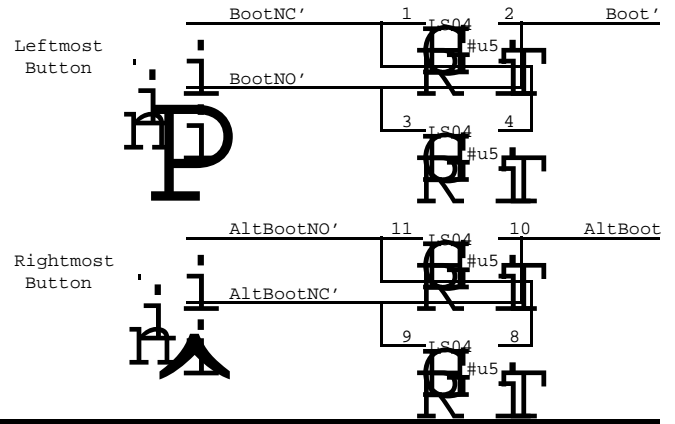 BootNC’ 1 LS04 2 Boot’
#u5
Leftmost
Button
BootNO’
3 LS04 4
#u5
AltBootNO’ 11 LS04 10 AltBoot
#u5
Rightmost
Button
AltBootNC’
9 LS04 8
#u5